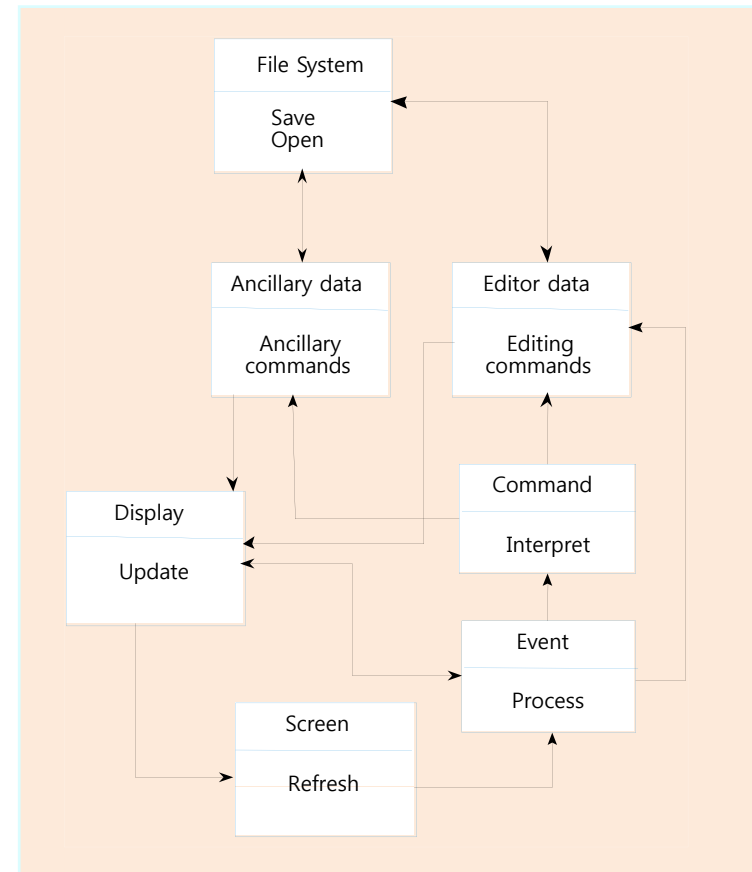 File System
Save
Open
Ancillary data
Ancillary
commands
Editor data
Editing
commands
Command
Interpret
Display
Update
Event
Process
Screen
Refresh